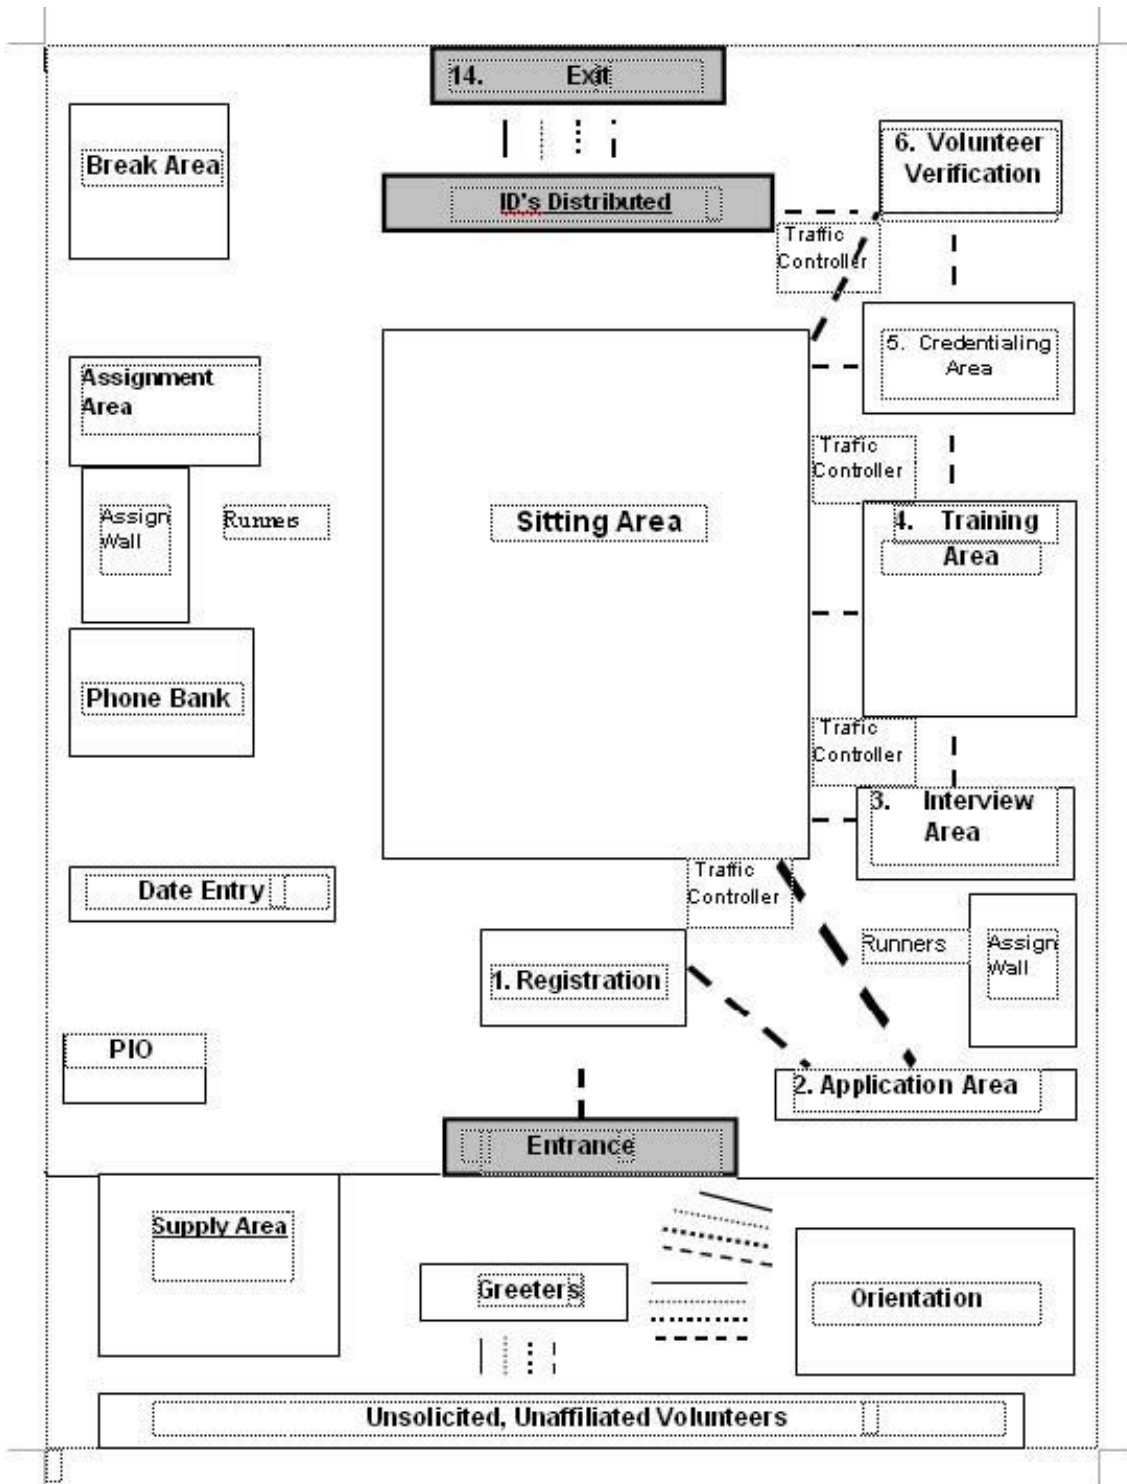 14. Exit
Break Area
6. Volunteer
Verification
ID's Distributed
Traffic
Controller
5. Credentialing
Area
Assignment
Area
Trafic
Controller
Assign
Wall
Runners
Sitting Area
4. Training
Area
Phone Bank
Trafic
Controller
3. Interview
Area
Date Entry
Traffic
Controller
Runners
Assign
Wall
1. Registration
PIO
2. Application Area
Entrance
Supply Area
Greeters
Orientation
Unsolicited, Unaffiliated Volunteers